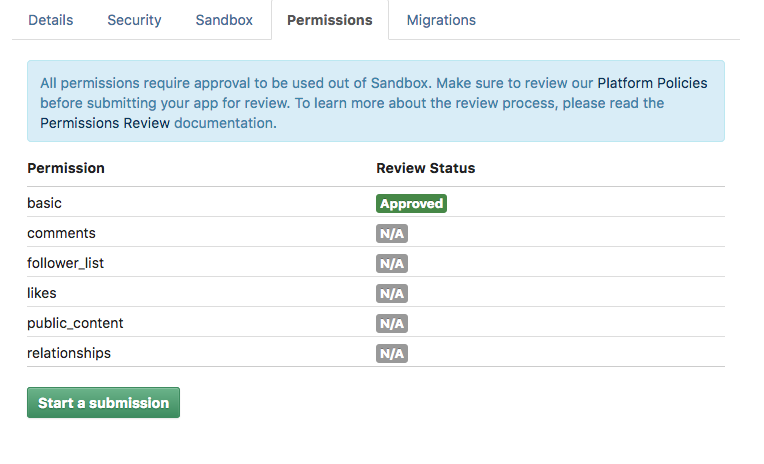 Details Security Sandbox Permissions Migrations
All permissions require approval to be used out of Sandbox. Make sure to review our Platform Policies
before submitting your app for review. To learn more about the review process, please read the
Permissions Review documentation.
Permission Review Status
basic Approved
comments N/A
follower_list N/A
likes N/A
public_content N/A
relationships N/A
Start a submission